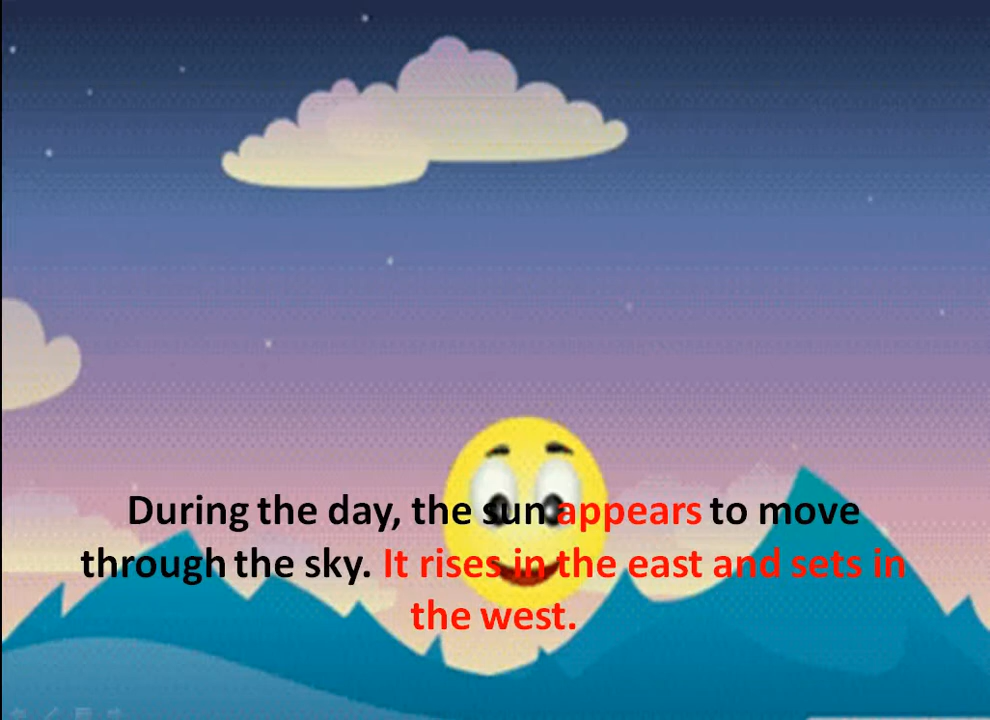 During the day, the sun appears to move
through the sky. It rises in the east and sets in
the west.